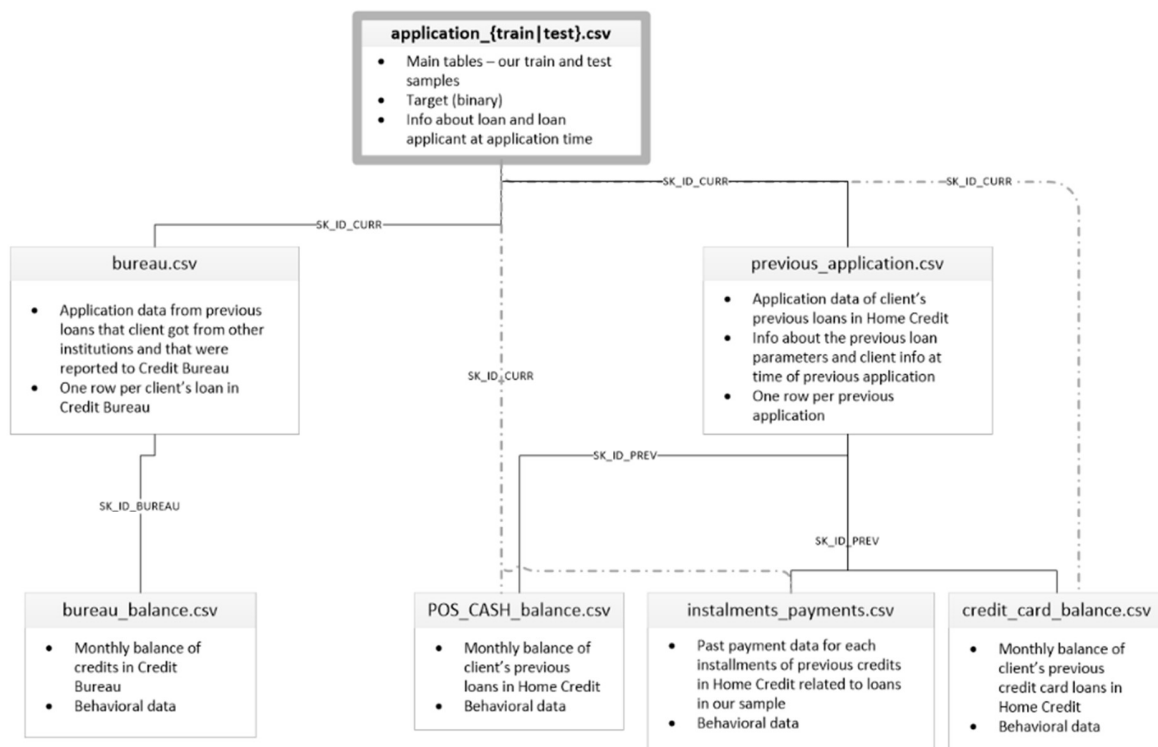 application_{train|test}.csv
• Main tables – our train and test
samples
• Target (binary)
• Info about loan and loan
applicant at application time
SK_ID_CURR
SK_ID_CURR
SK_ID_CURR
bureau.csv
• Application data from previous
loans that client got from other
institutions and that were
reported to Credit Bureau
• One row per client's loan in
Credit Bureau
previous_application.csv
• Application data of client's
previous loans in Home Credit
• Info about the previous loan
parameters and client info at
time of previous application
• One row per previous
application
SK_ID_CURR
SK_ID_PREV
SK_ID_BUREAU
SK_ID_PREV
bureau_balance.csv
• Monthly balance of
credits in Credit
Bureau
• Behavioral data
POS_CASH_balance.csv
• Monthly balance of
client's previous
loans in Home Credit
• Behavioral data
instalments_payments.csv
• Past payment data for each
installments of previous credits
in Home Credit related to loans
in our sample
• Behavioral data
credit_card_balance.csv
• Monthly balance of
client's previous
credit card loans in
Home Credit
• Behavioral data